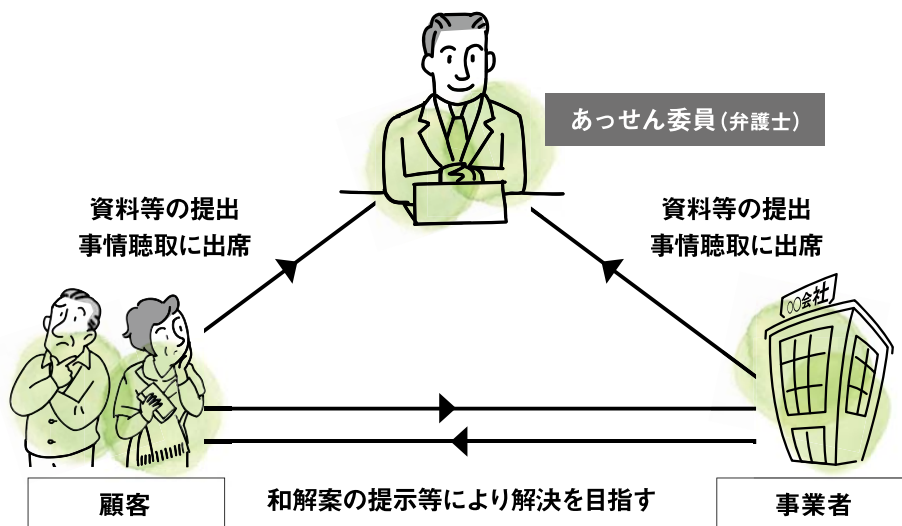 あっせん委員(弁護士)
資料等の提出
事情聴取に出席
資料等の提出
事情聴取に出席
○○会社
顧客
和解案の提示等により解決を目指す
事業者